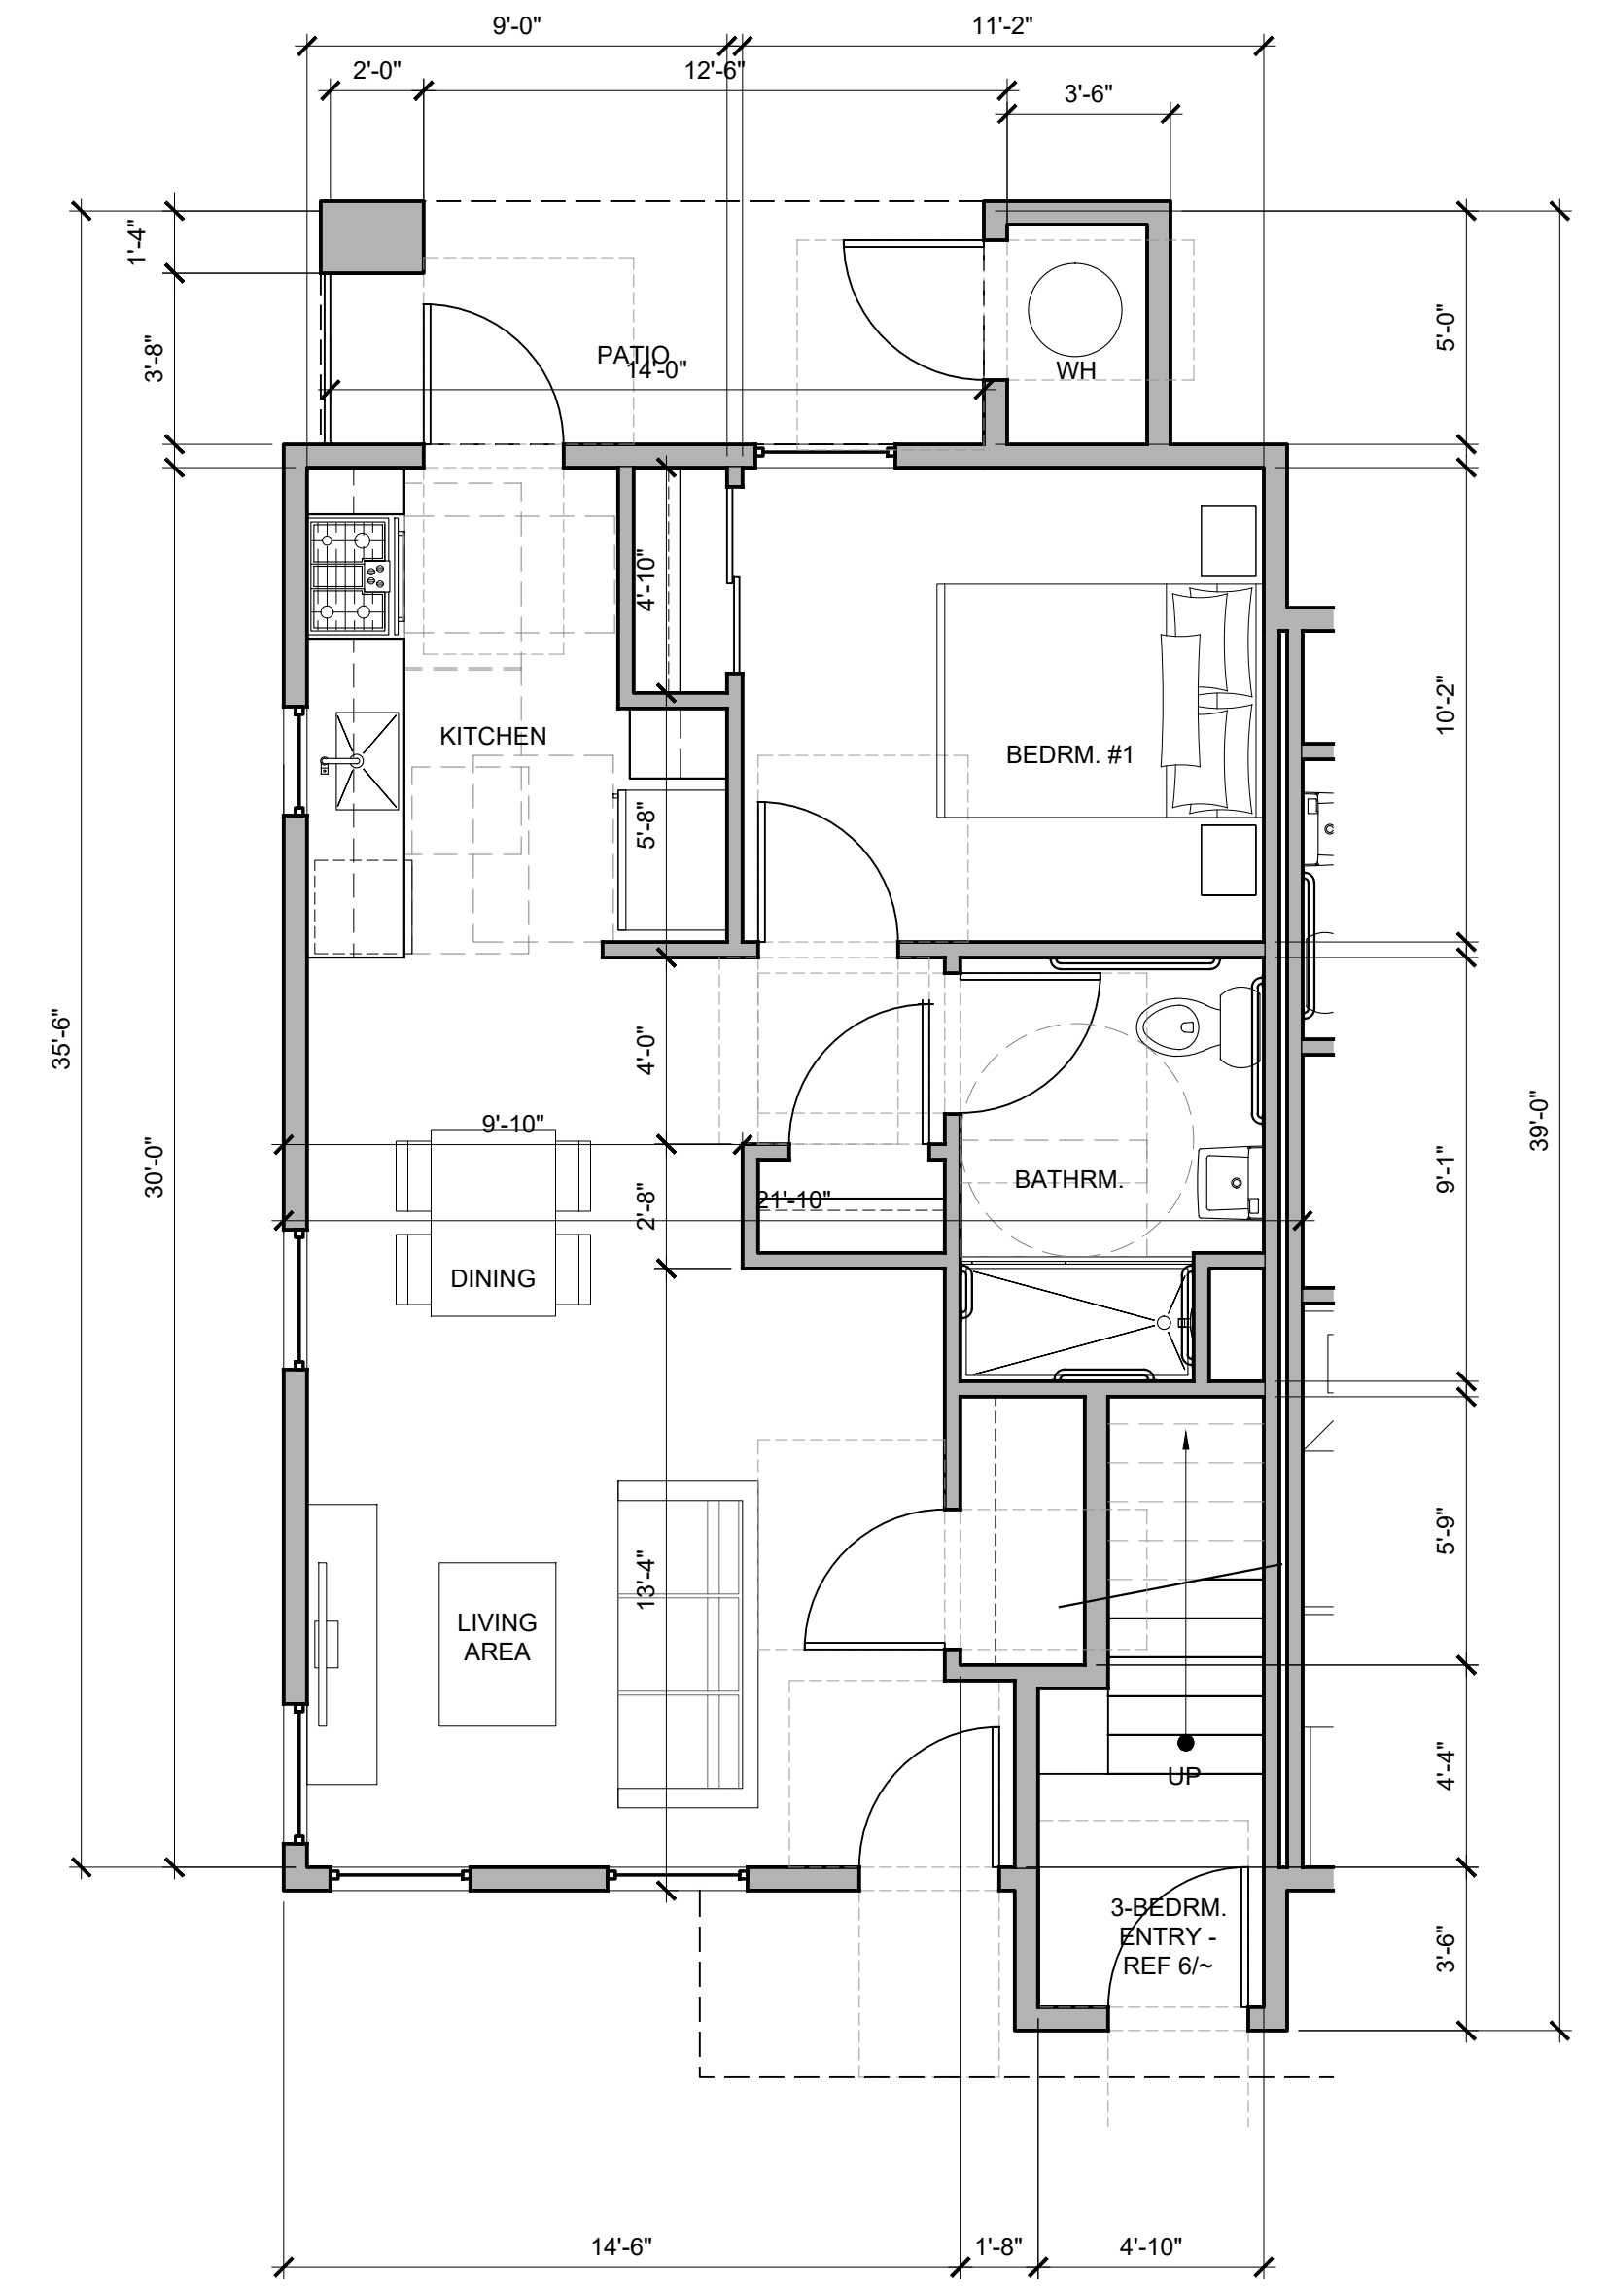 9'-0"
11'-2"
2'-0"
12'-6"
3'-6"
1'-4"
3'-8"
5'-0"
PATIO
14'-0"
WH
4'-10"
KITCHEN
BEDRM. #1
10'-2"
5'-8"
35'-6"
30'-0"
4'-0"
9'-10"
39'-0"
BATHRM.
9'-1"
2'-8"
21'-10"
DINING
5'-9"
13'-4"
LIVING
AREA
4'-4"
UP
3-BEDRM.
ENTRY -
REF 6/~
3'-6"
14'-6"
1'-8"
4'-10"